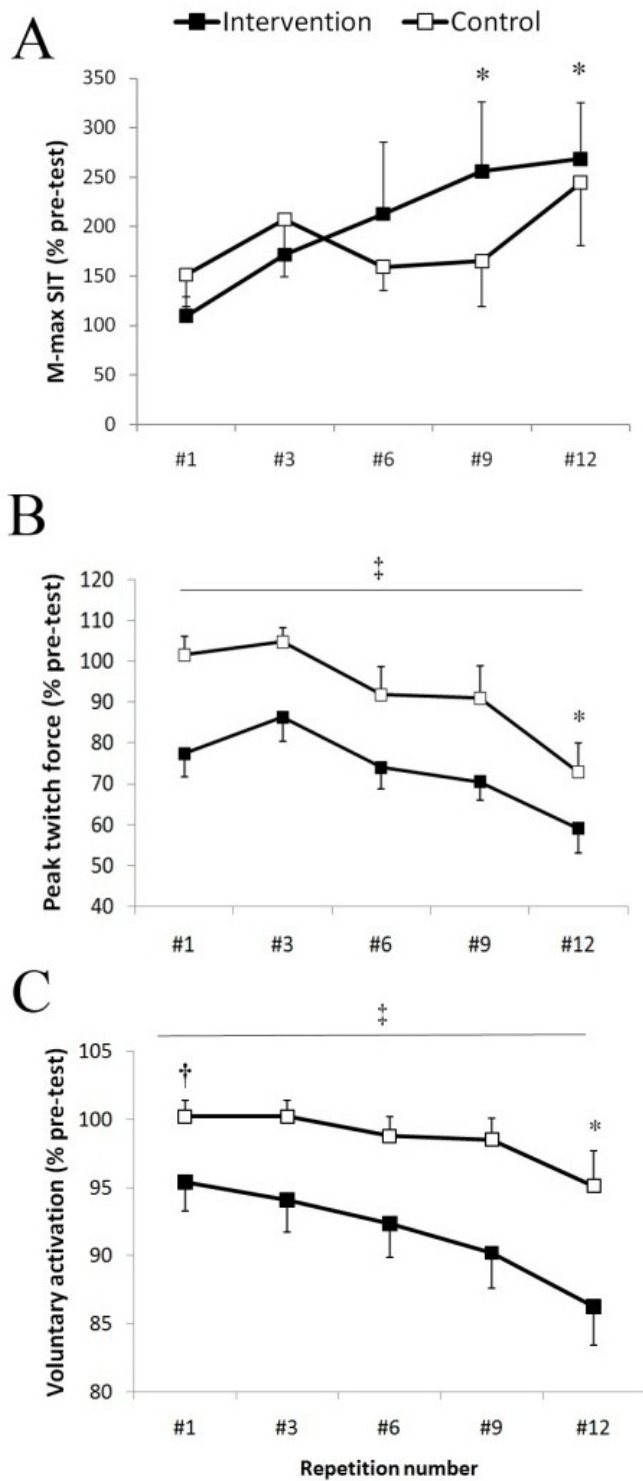 Intervention Control
A
M-max SIT (% pre-test)
350
300
250
200
150
100
50
0
* *
#1 #3 #6 #9 #12
B
Peak twitch force (% pre-test)
‡
120
110
100
90
80
70
60
50
40
*
#1 #3 #6 #9 #12
C
Voluntary activation (% pre-test)
‡
105
100
95
90
85
80
† *
#1 #3 #6 #9 #12
Repetition number